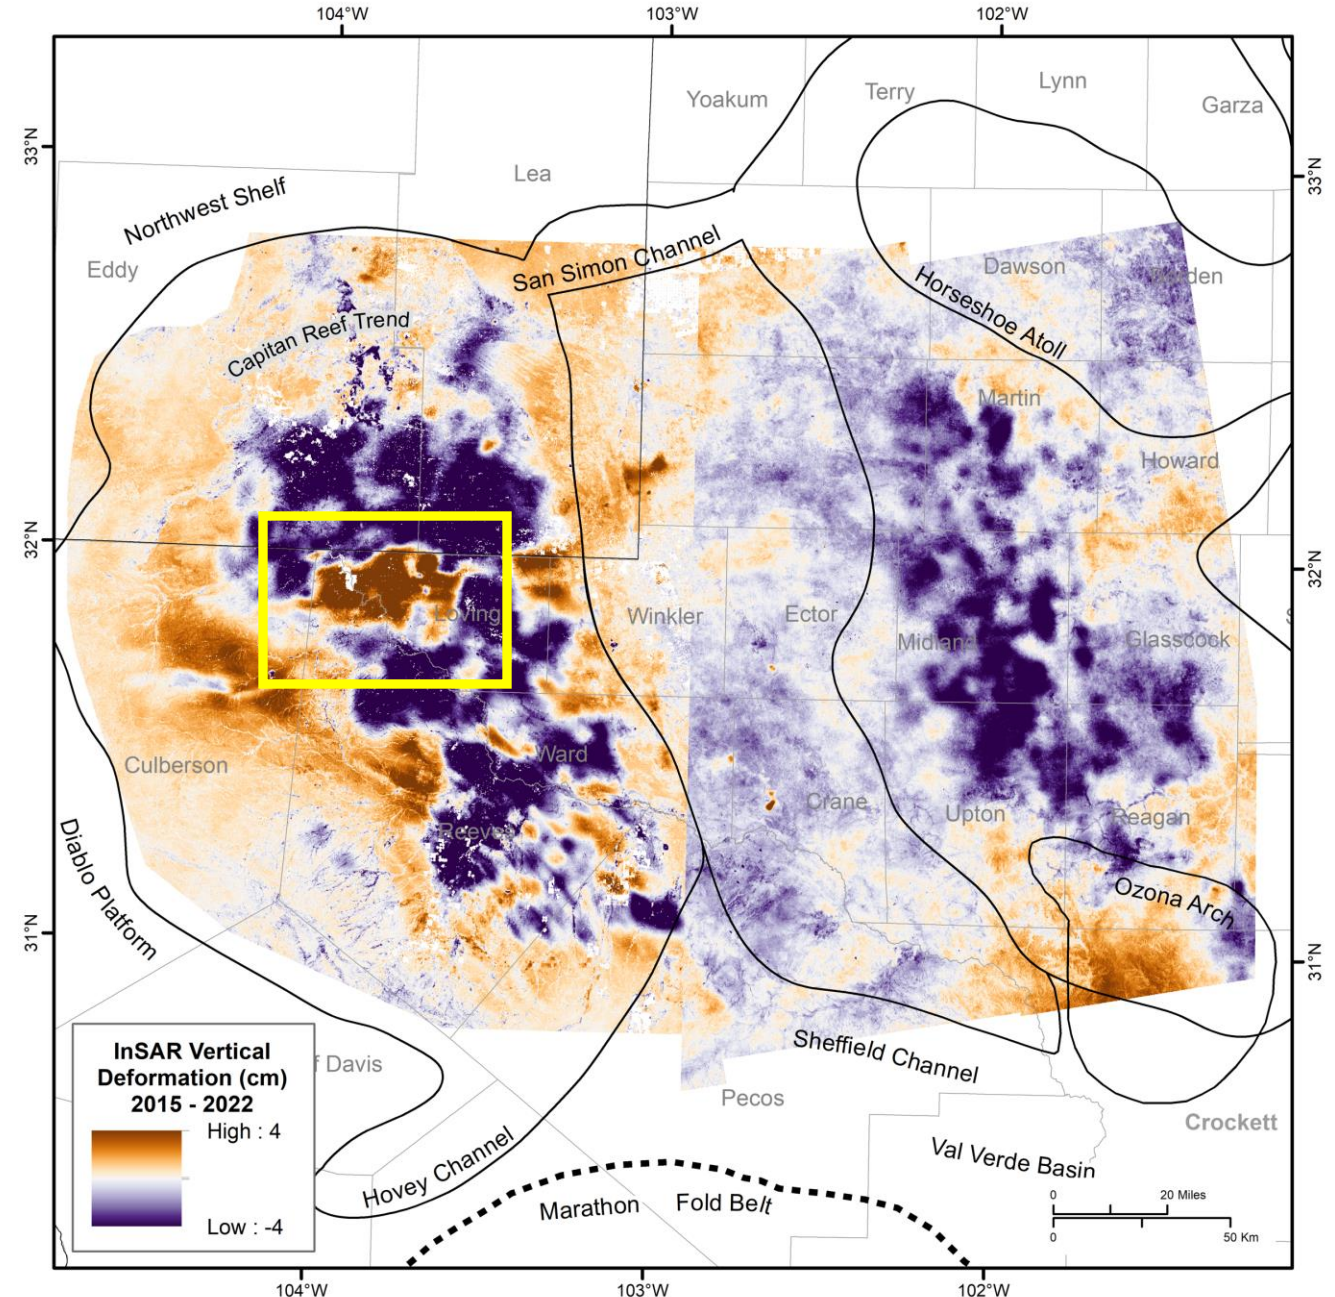 104°W
103°W
102°W
Yoakum
Terry
Lynn
Garza
33°N
33°N
Lea
Northwest Shelf
Eddy
San Simon Channel
Dawson
Horseshoe Atoll
Capitan Reef Trend
Martin
Howard
32°N
32°N
Loving
Winkler
Ector
Midland
Glasscock
Culberson
Ward
Crane
Upton
Reagan
Reeves
Diablo Platform
Ozona Arch
31°N
31°N
Sheffield Channel
InSAR Vertical
Deformation (cm)
2015 - 2022
High : 4
Low : -4
f Davis
Pecos
Crockett
Hovey Channel
Val Verde Basin
Marathon Fold Belt
0 20 Miles
0 50 Km
104°W
103°W
102°W